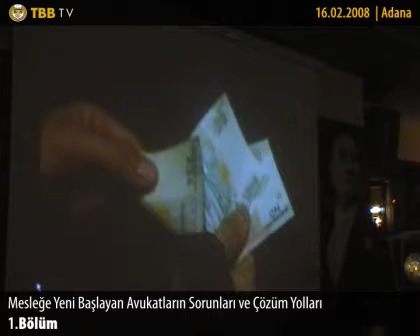 TBB TV
16.02.2008 | Adana
Mesleğe Yeni Başlayan Avukatların Sorunları ve Çözüm Yolları
1.Bölüm